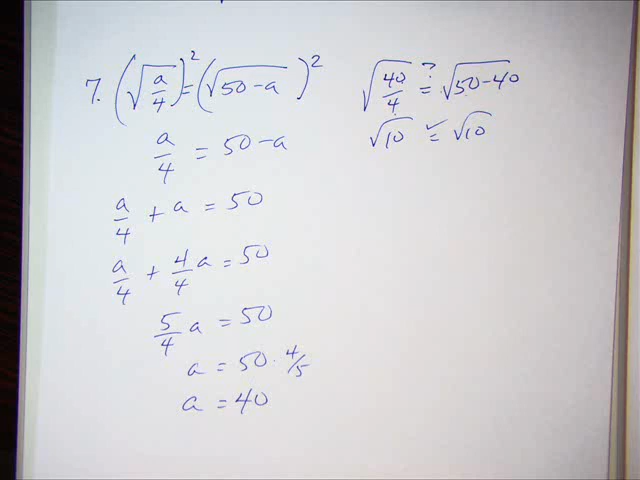 7. (√(a/4))² = (√(50-a))²
a/4 = 50-a
a/4 + a = 50
a/4 + 4/4 a = 50
5/4 a = 50
a = 50 · 4/5
a = 40
√(40/4) ≟ √(50-40)
√10 =✓ √10